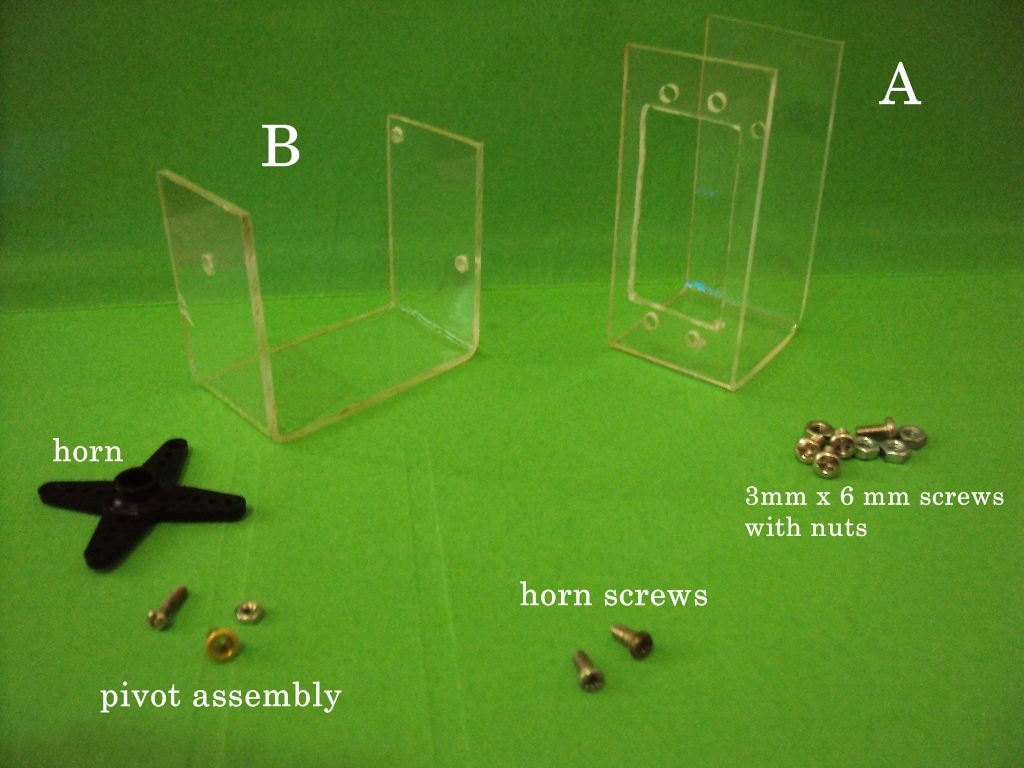 A
B
horn
3mm x 6 mm screws
with nuts
horn screws
pivot assembly